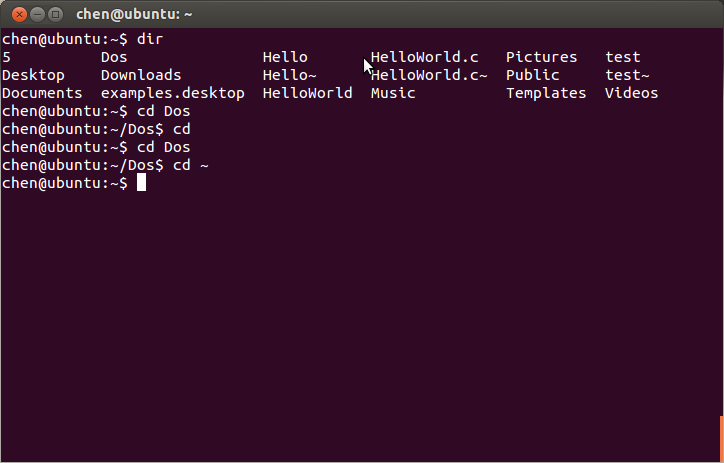 chen@ubuntu: ~
chen@ubuntu:~$ dir
5 Dos Hello HelloWorld.c Pictures test
Desktop Downloads Hello~ HelloWorld.c~ Public test~
Documents examples.desktop HelloWorld Music Templates Videos
chen@ubuntu:~$ cd Dos
chen@ubuntu:~/Dos$ cd
chen@ubuntu:~$ cd Dos
chen@ubuntu:~/Dos$ cd ~
chen@ubuntu:~$